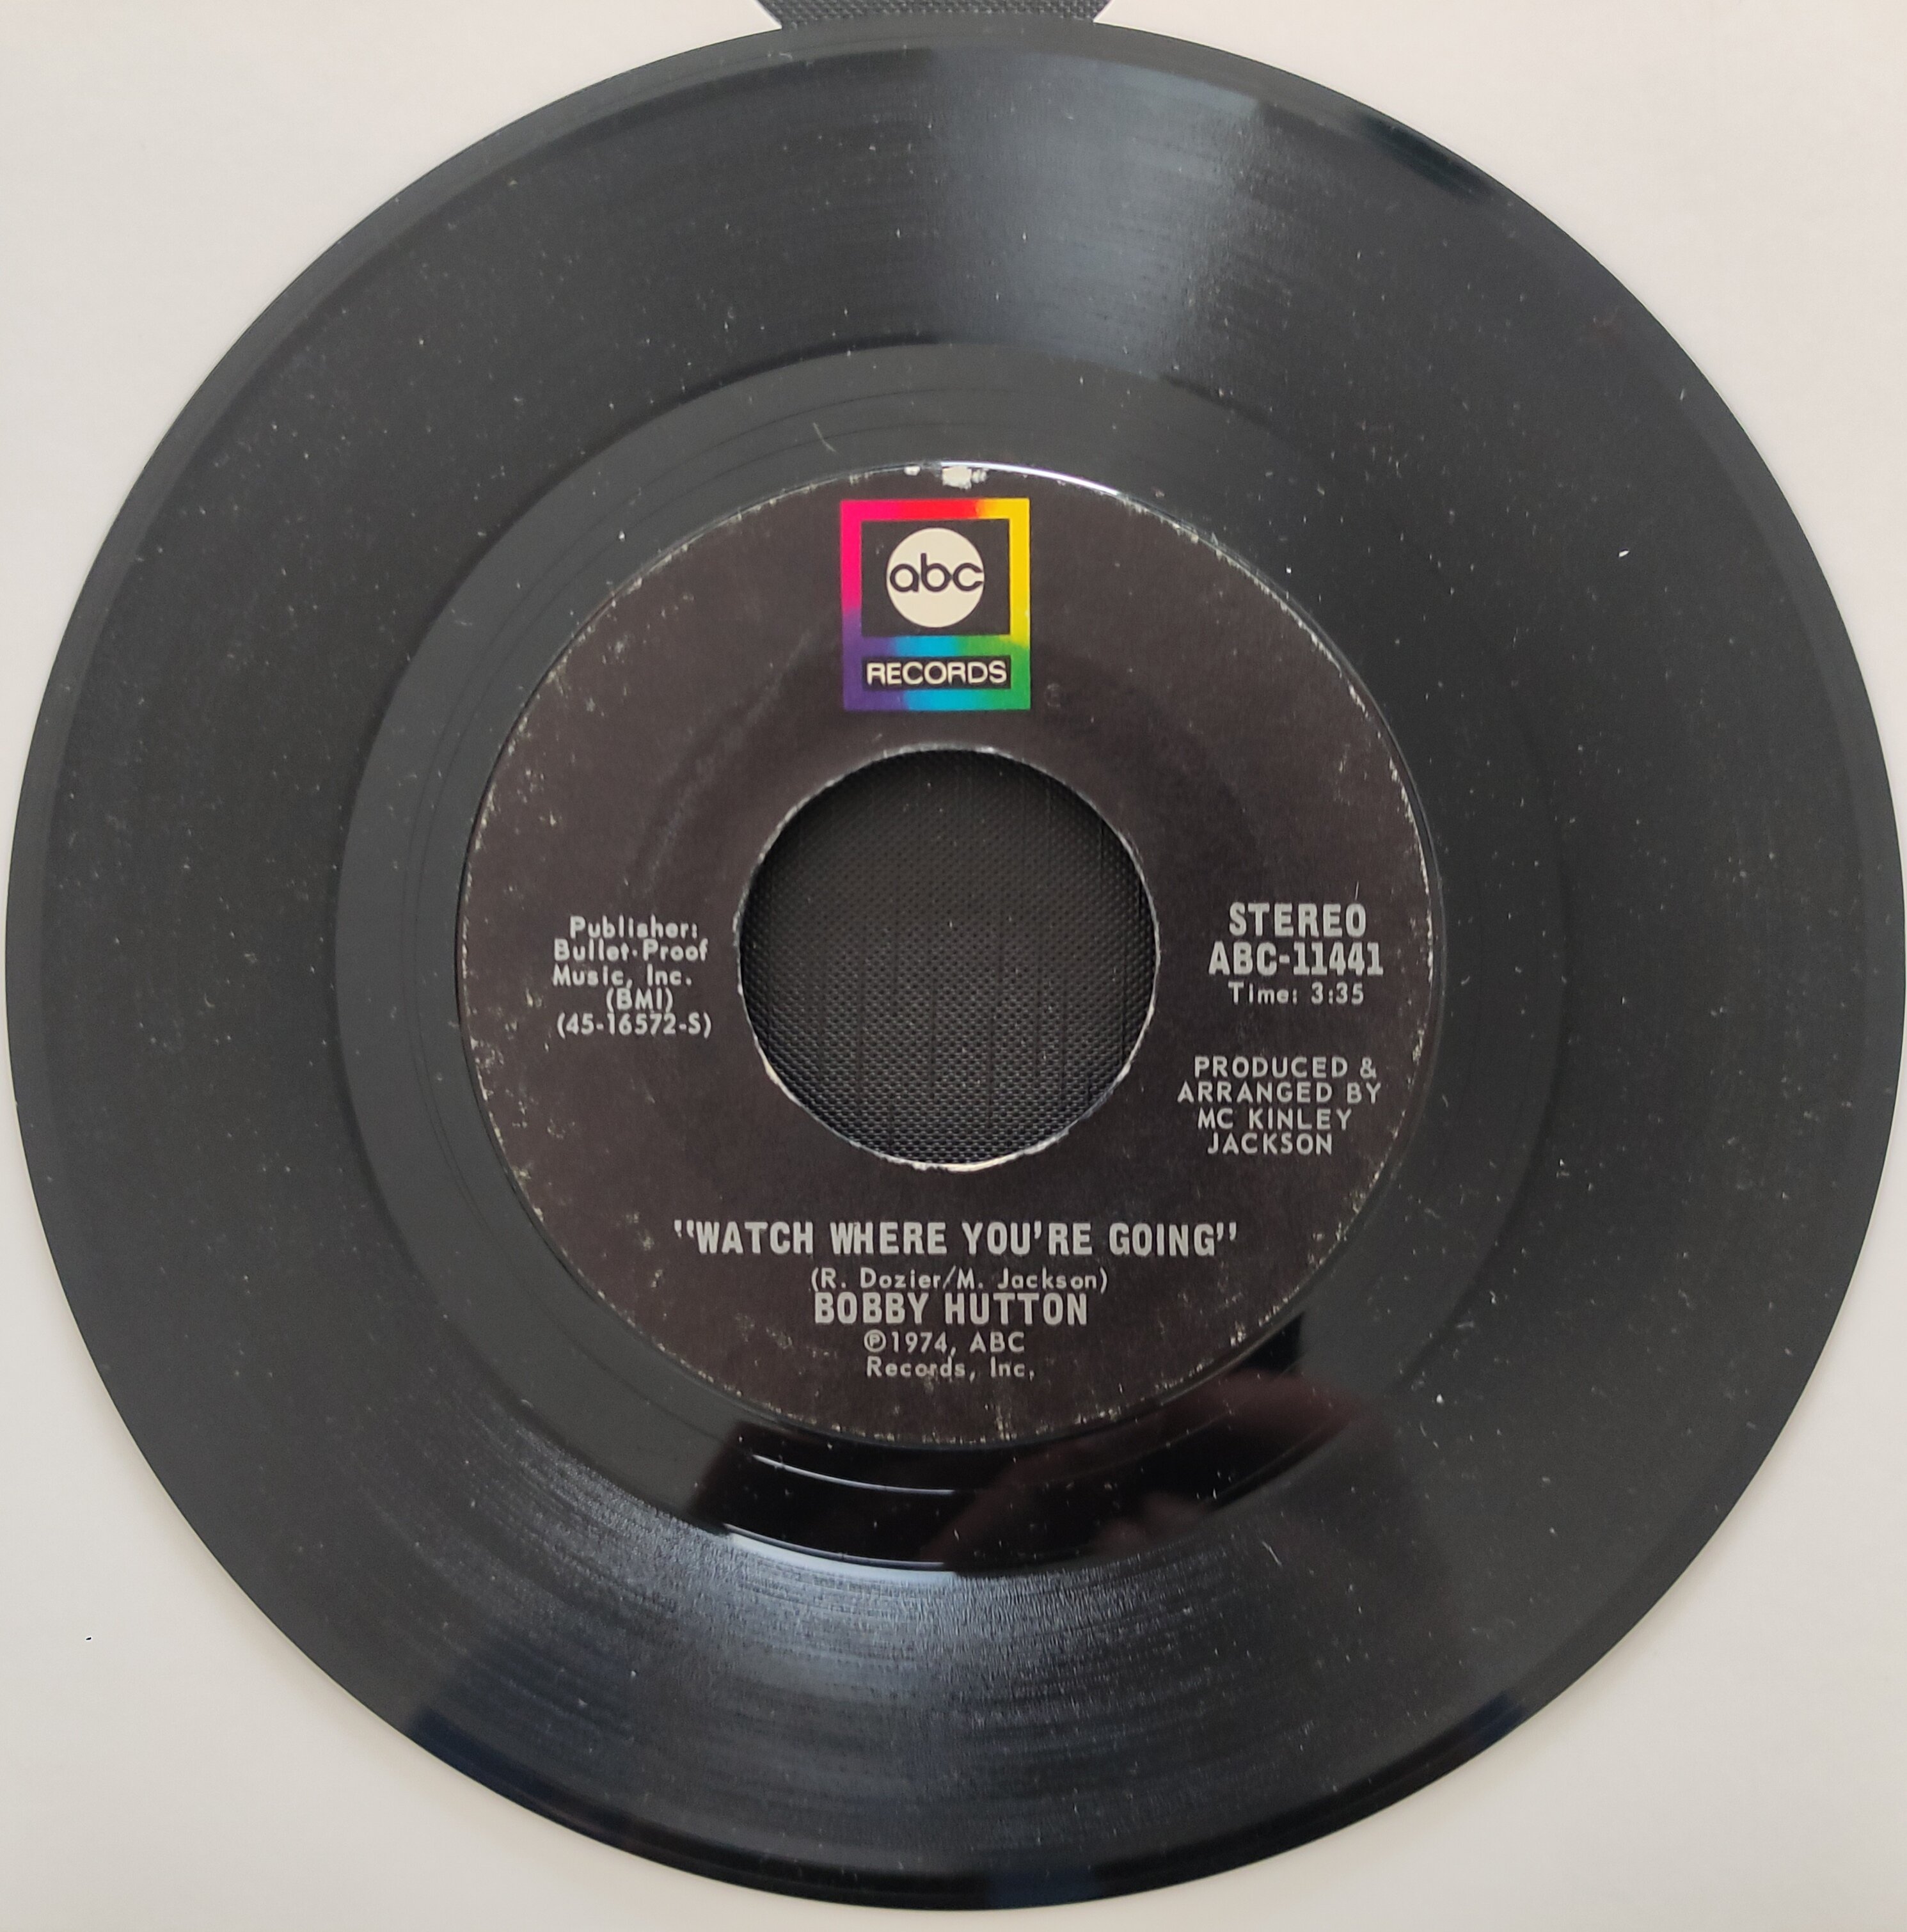 abc
RECORDS
Publisher:
Bullet-Proof
Music, Inc.
(BMI)
(45-16572-S)
STEREO
ABC-11441
Time: 3:35
PRODUCED &
ARRANGED BY
MC KINLEY
JACKSON
"WATCH WHERE YOU'RE GOING"
(R. Dozier/M. Jackson)
BOBBY HUTTON
℗1974, ABC
Records, Inc.